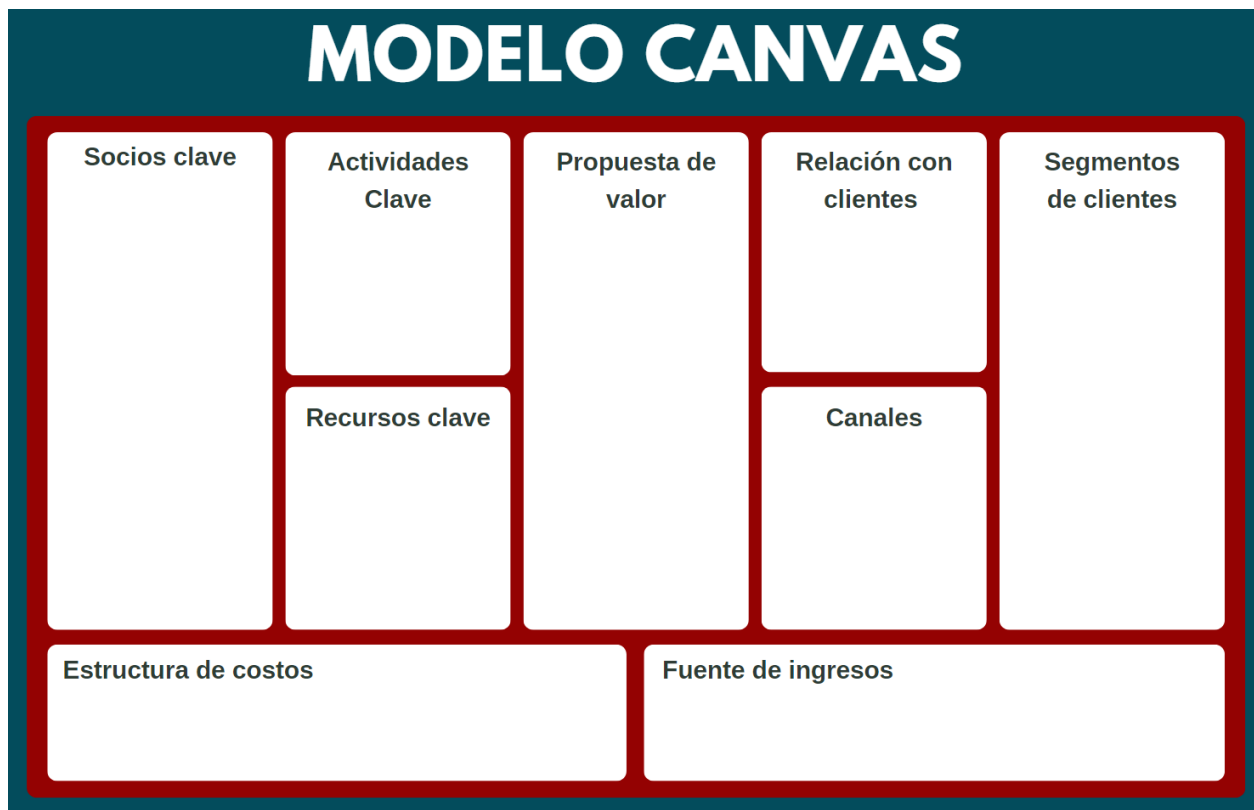 MODELO CANVAS
Socios clave
Actividades
Clave
Propuesta de
valor
Relación con
clientes
Segmentos
de clientes
Recursos clave
Canales
Estructura de costos
Fuente de ingresos